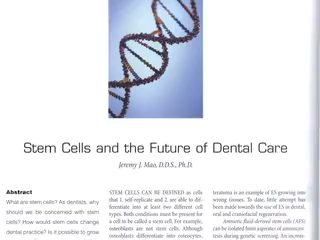 Stem Cells and the Future of Dental Care
Jeremy J. Mao, D.D.S., Ph.D.
Abstract
What are stem cells? As dentists, why
should we be concerned with stem
cells? How would stem cells change
dental practice? Is it possible to grow
STEM CELLS CAN BE DEFINED as cells
that 1. self replicate and 2. are able to dif-
ferentiate into at least two different cell
types. Both conditions must be present for
a cell to be called a stem cell. For example,
osteoblasts are not stem cells. Although
osteoblasts differentiate into osteocytes,
teratoma is an example of ES growing into
wrong tissues. To date, little attempt has
been made towards the use of ES in dental,
oral and craniofacial regeneration.
Amniotic fluid-derived stem cells (AFS)
can be isolated from aspirates of amniocen-
tesis during genetic screening. An increas-